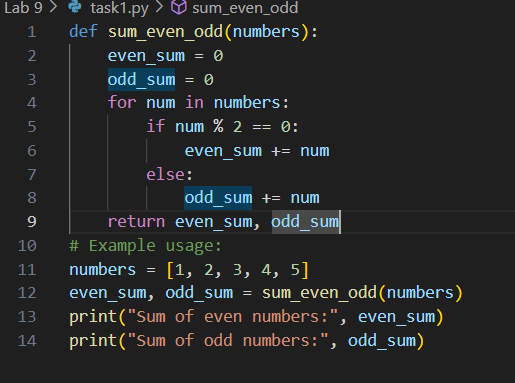 Lab 9 > task1.py > sum_even_odd
1 def sum_even_odd(numbers):
2     even_sum = 0
3     odd_sum = 0
4     for num in numbers:
5         if num % 2 == 0:
6             even_sum += num
7         else:
8             odd_sum += num
9     return even_sum, odd_sum
10 # Example usage:
11 numbers = [1, 2, 3, 4, 5]
12 even_sum, odd_sum = sum_even_odd(numbers)
13 print("Sum of even numbers:", even_sum)
14 print("Sum of odd numbers:", odd_sum)